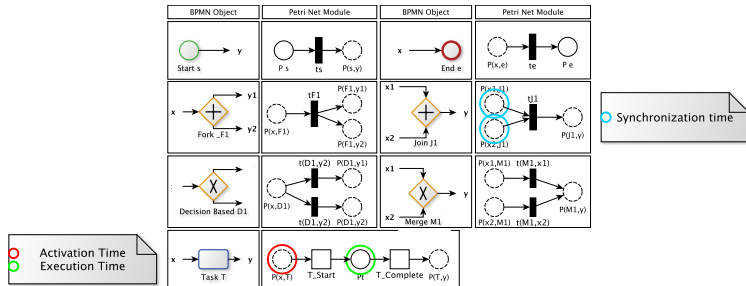 BPMN Object Petri Net Module BPMN Object Petri Net Module
y x
Start s P s ts P(s,y) End e P(x,e) te P e
x y1 y2
Fork _F1
tF1 P(F1,y1)
P(x,F1) P(F1,y2)
x1 x2 y
Join J1
P(x1,J1) tJ1
P(x2,J1) P(J1,y)
Synchronization time
:
X
Decision Based D1
t(D1,y2) P(D1,y1)
P(x,D1)
t(D1,y2) P(D1,y2)
x1 x2 y
X
Merge M1
P(x1,M1) t(M1,x1)
P(M1,y)
P(x2,M1) t(M1,x2)
Activation Time
Execution Time
x y
Task T
P(x,T) T_Start Pt T_Complete P(T,y)